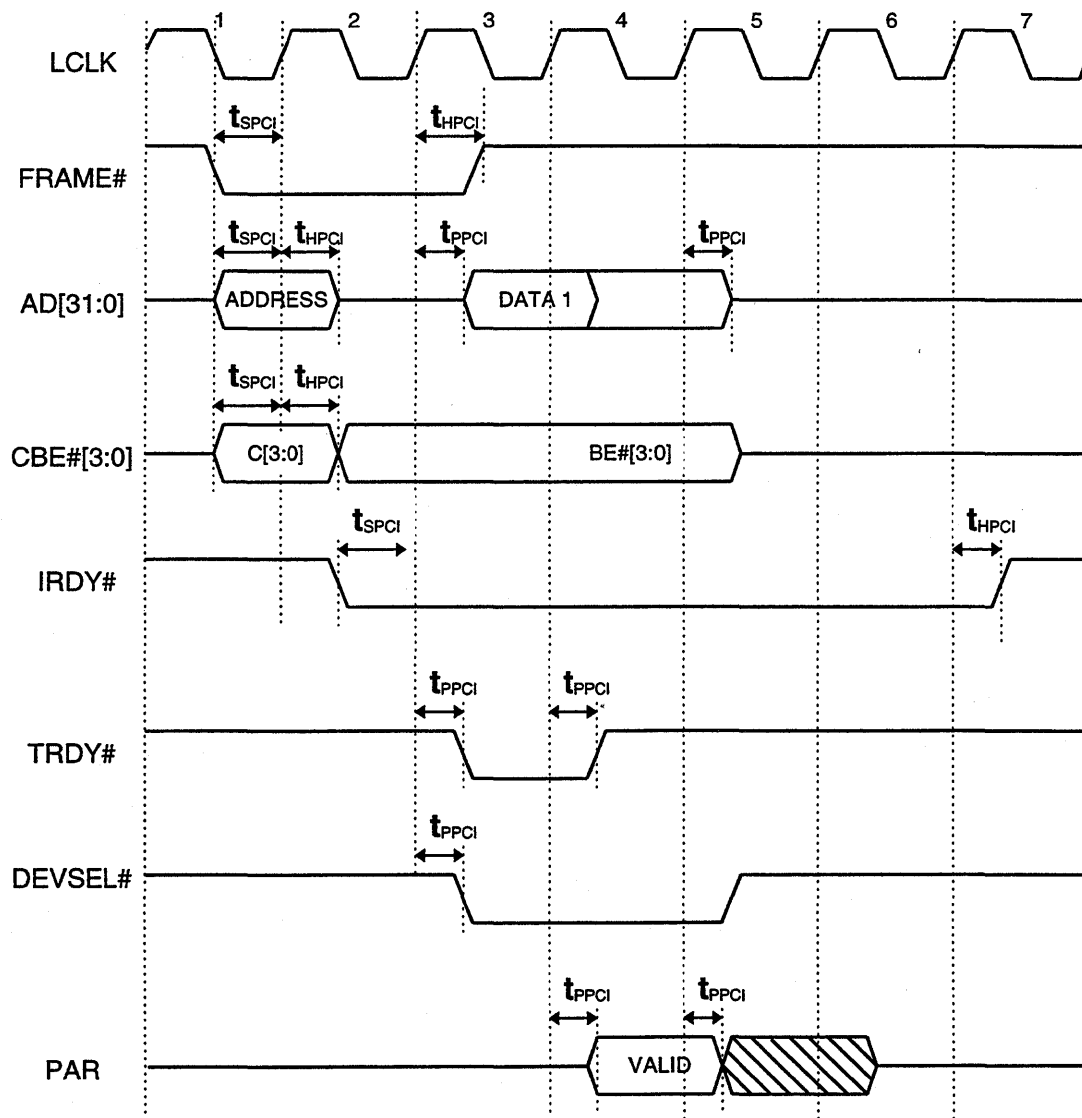 1 2 3 4 5 6 7
LCLK
tSPCI tHPCI
FRAME#
tSPCI tHPCI tPPCI tPPCI
AD[31:0] ADDRESS DATA 1
tSPCI tHPCI
CBE#[3:0] C[3:0] BE#[3:0]
tSPCI tHPCI
IRDY#
tPPCI tPPCI
TRDY#
tPPCI
DEVSEL#
tPPCI tPPCI
PAR VALID